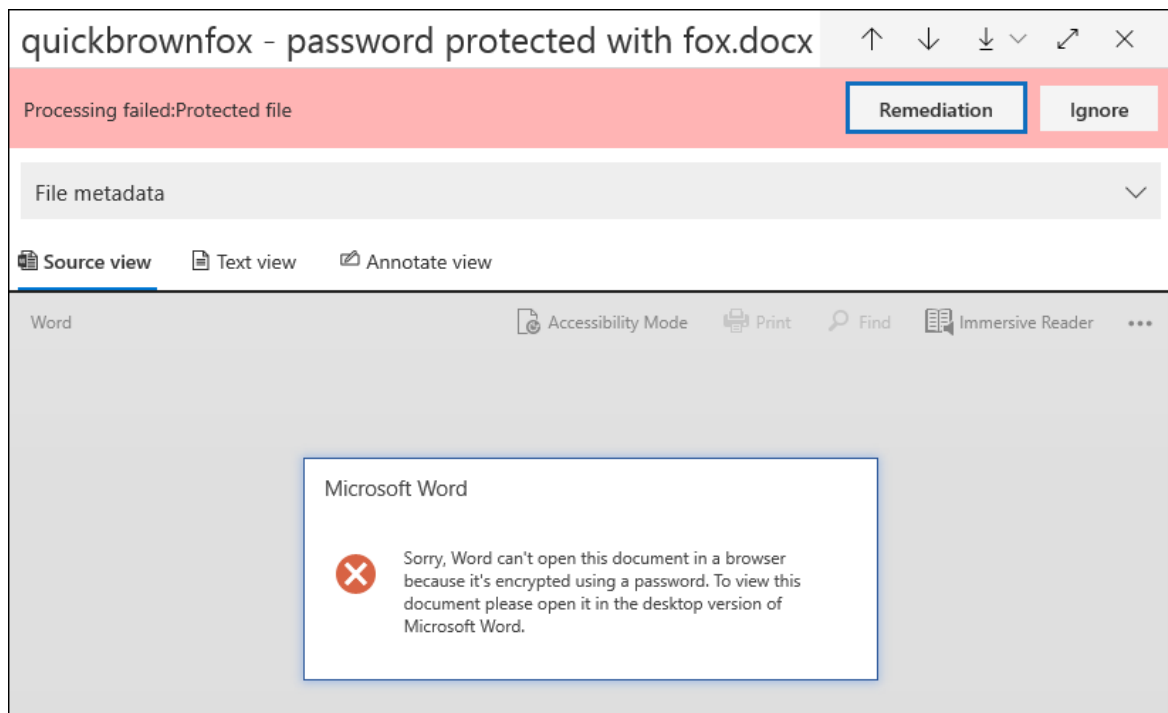 quickbrownfox - password protected with fox.docx
Processing failed:Protected file
Remediation
Ignore
File metadata
Source view
Text view
Annotate view
Word
Accessibility Mode
Print
Find
Immersive Reader
Microsoft Word
Sorry, Word can't open this document in a browser
because it's encrypted using a password. To view this
document please open it in the desktop version of
Microsoft Word.